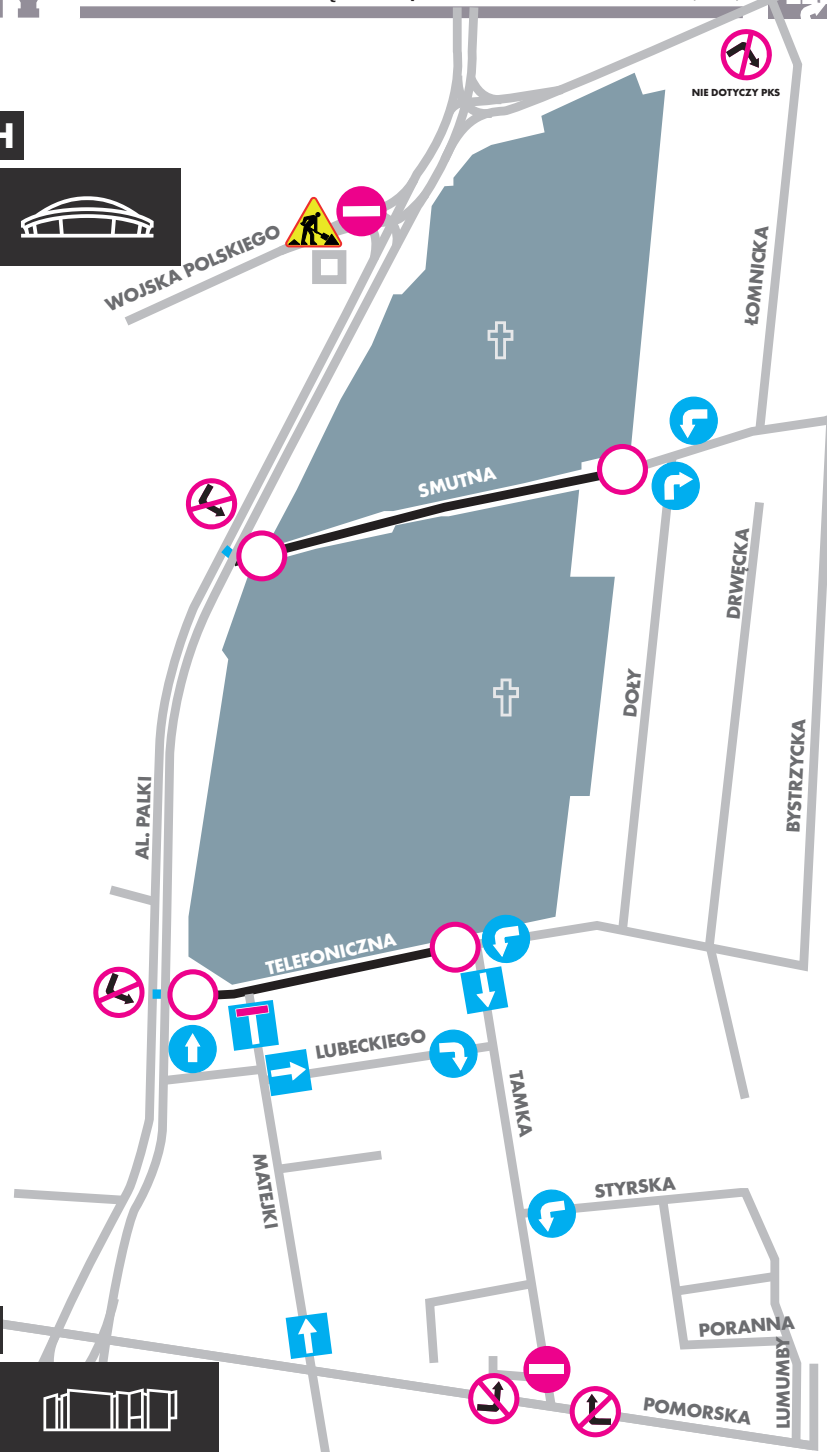 NIE DOTYCZY PKS
H
WOJSKA POLSKIEGO
ŁOMNICKA
SMUTNA
DRWĘCKA
DOŁY
BYSTRZYCKA
AL. PALKI
TELEFONICZNA
LUBECKIEGO
TAMKA
MATEJKI
STYRSKA
PORANNA
LUMUMBY
POMORSKA